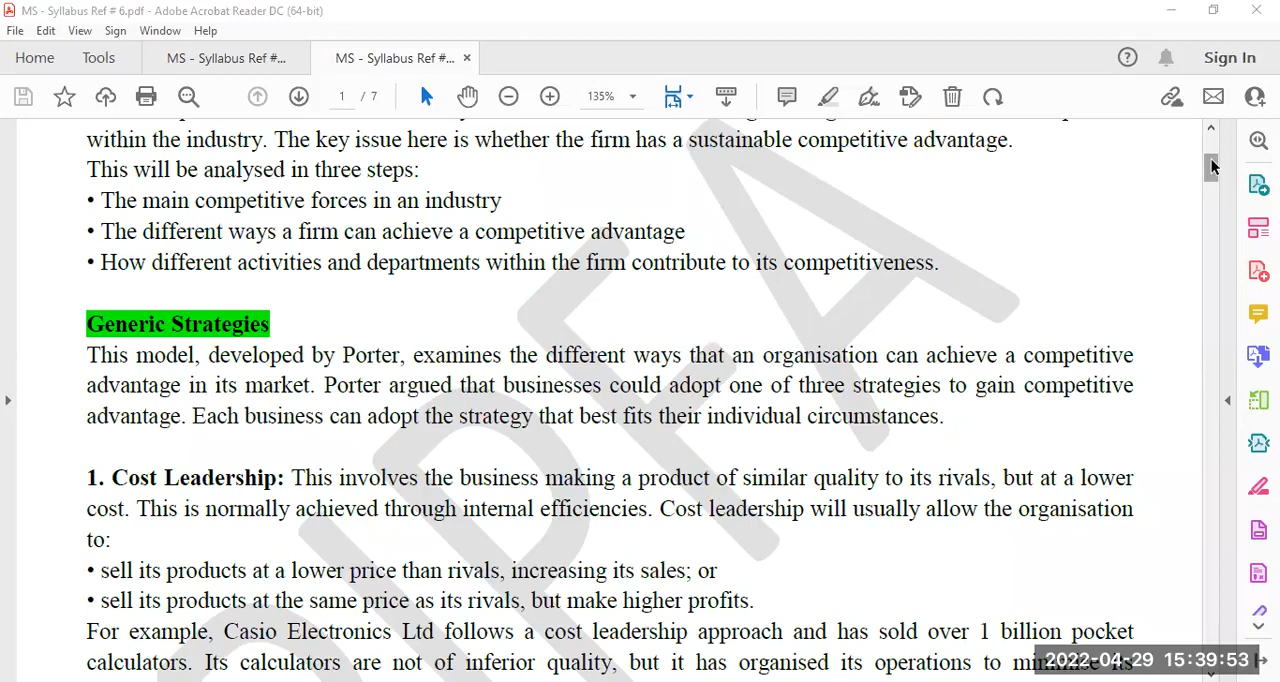 MS - Syllabus Ref # 6.pdf - Adobe Acrobat Reader DC (64-bit)
File Edit View Sign Window Help
Home Tools MS - Syllabus Ref #... MS - Syllabus Ref #... × Sign In
1 / 7 135%
within the industry. The key issue here is whether the firm has a sustainable competitive advantage.
This will be analysed in three steps:
• The main competitive forces in an industry
• The different ways a firm can achieve a competitive advantage
• How different activities and departments within the firm contribute to its competitiveness.
Generic Strategies
This model, developed by Porter, examines the different ways that an organisation can achieve a competitive
advantage in its market. Porter argued that businesses could adopt one of three strategies to gain competitive
advantage. Each business can adopt the strategy that best fits their individual circumstances.
1. Cost Leadership: This involves the business making a product of similar quality to its rivals, but at a lower
cost. This is normally achieved through internal efficiencies. Cost leadership will usually allow the organisation
to:
• sell its products at a lower price than rivals, increasing its sales; or
• sell its products at the same price as its rivals, but make higher profits.
For example, Casio Electronics Ltd follows a cost leadership approach and has sold over 1 billion pocket
calculators. Its calculators are not of inferior quality, but it has organised its operations to minimise its
2022-04-29 15:39:53
PFA